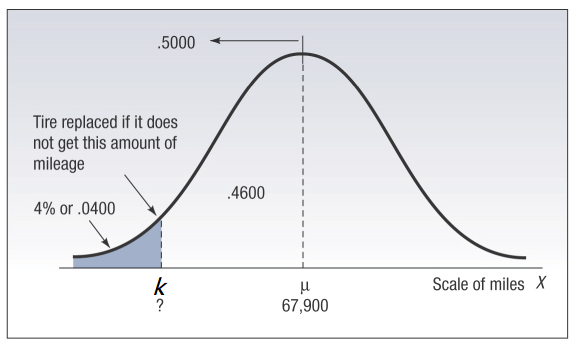 .5000
Tire replaced if it does
not get this amount of
mileage
4% or .0400
.4600
k
?
μ
67,900
Scale of miles X